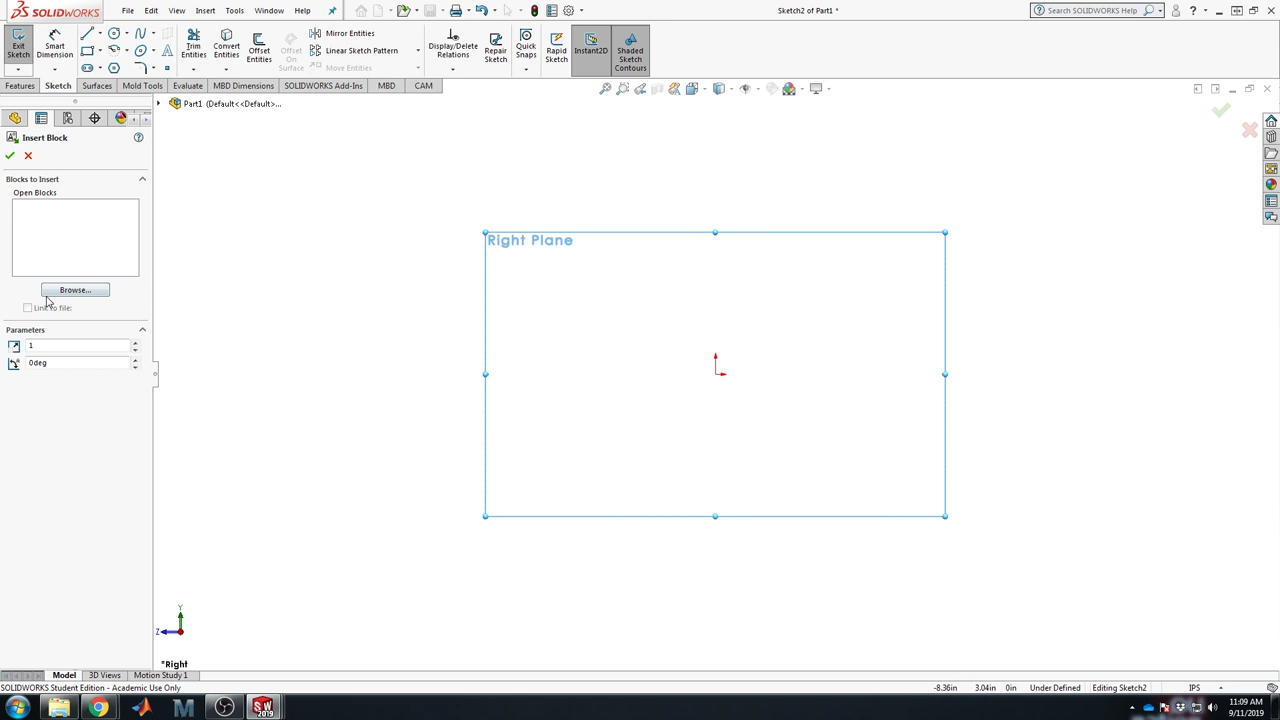 SOLIDWORKS
File
Edit
View
Insert
Tools
Window
Help
Sketch2 of Part1 *
Search SOLIDWORKS Help
Exit Sketch
Smart Dimension
Trim Entities
Convert Entities
Offset Entities
Offset On Surface
Mirror Entities
Linear Sketch Pattern
Move Entities
Display/Delete Relations
Repair Sketch
Quick Snaps
Rapid Sketch
Instant2D
Shaded Sketch Contours
Features
Sketch
Surfaces
Mold Tools
Evaluate
MBD Dimensions
SOLIDWORKS Add-Ins
MBD
CAM
Part1 (Default<<Default>...
Insert Block
Blocks to Insert
Open Blocks
Browse...
Link to file:
Parameters
1
0deg
Right Plane
Y
Z
*Right
Model
3D Views
Motion Study 1
SOLIDWORKS Student Edition - Academic Use Only
-8.36in
3.04in
0in
Under Defined
Editing Sketch2
IPS
SW
2019
11:09 AM
9/11/2019